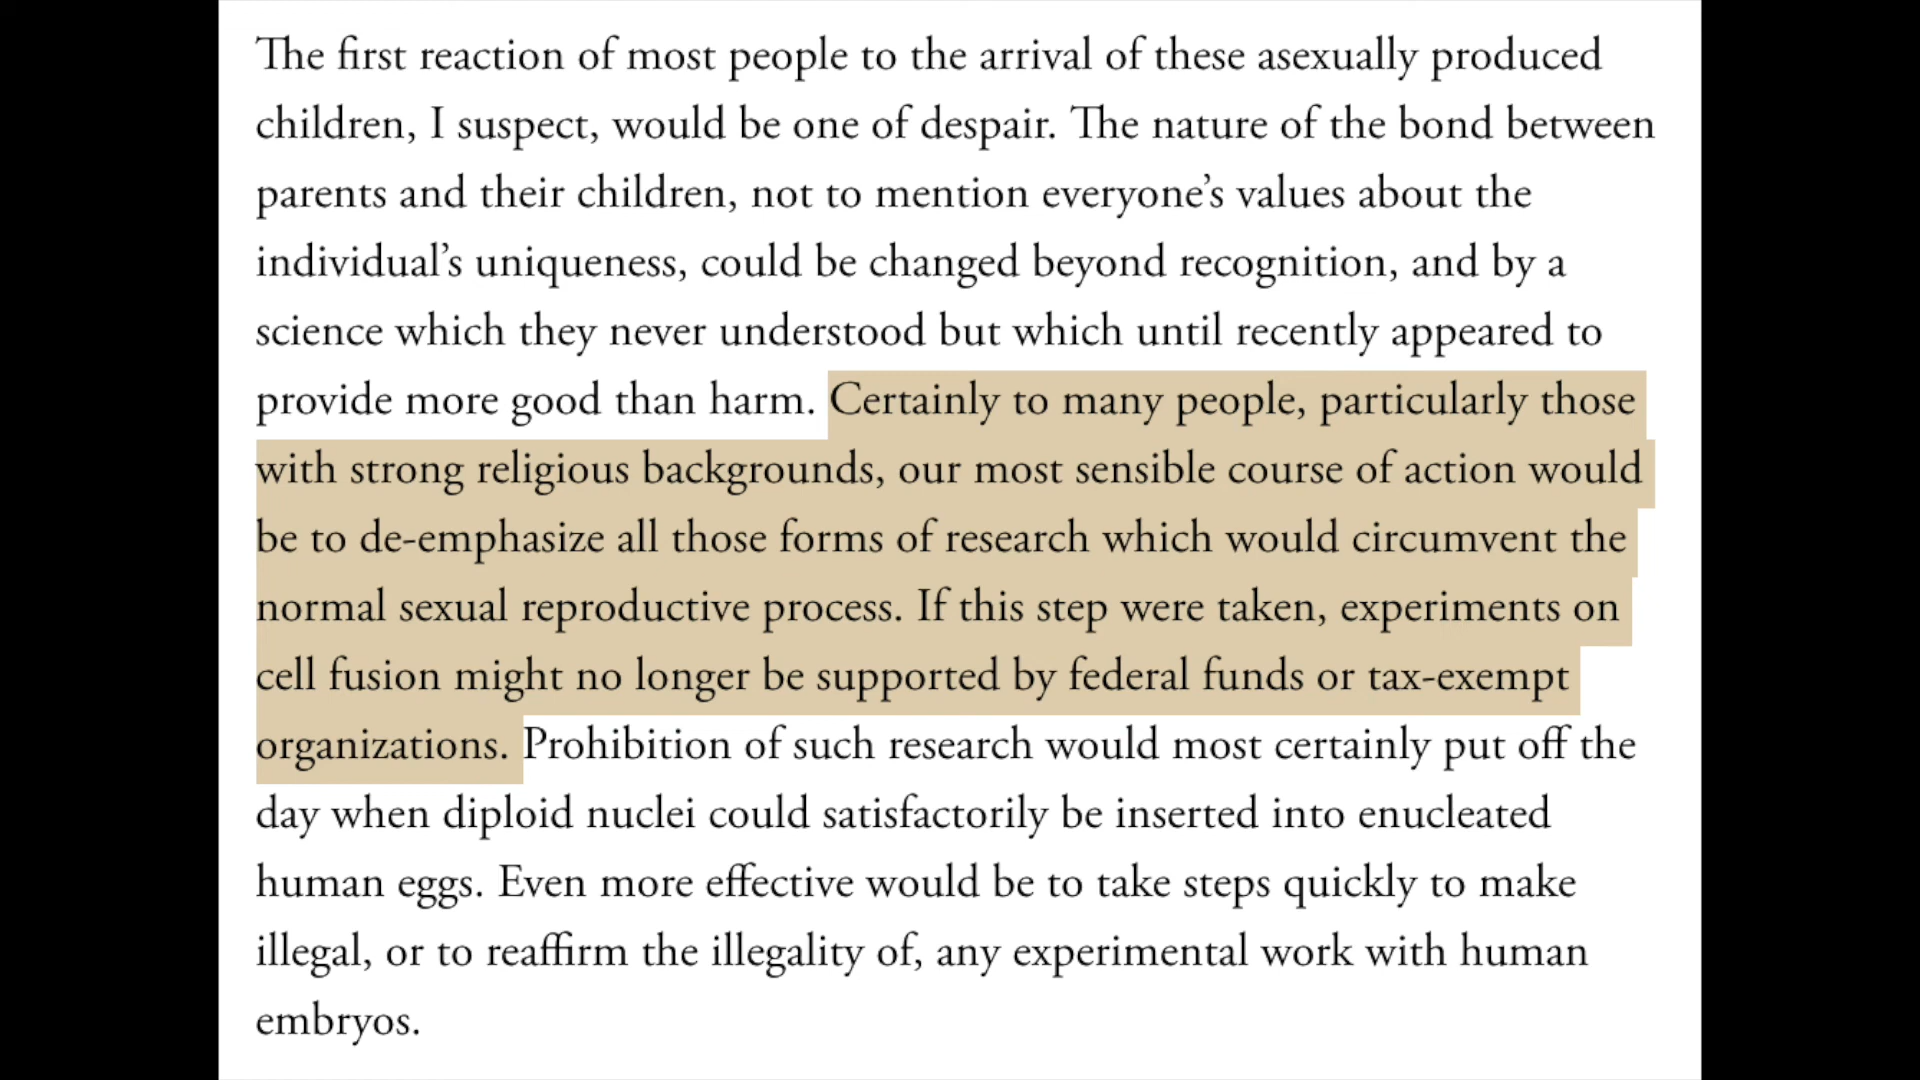 The first reaction of most people to the arrival of these asexually produced
children, I suspect, would be one of despair. The nature of the bond between
parents and their children, not to mention everyone’s values about the
individual’s uniqueness, could be changed beyond recognition, and by a
science which they never understood but which until recently appeared to
provide more good than harm. Certainly to many people, particularly those
with strong religious backgrounds, our most sensible course of action would
be to de-emphasize all those forms of research which would circumvent the
normal sexual reproductive process. If this step were taken, experiments on
cell fusion might no longer be supported by federal funds or tax-exempt
organizations. Prohibition of such research would most certainly put off the
day when diploid nuclei could satisfactorily be inserted into enucleated
human eggs. Even more effective would be to take steps quickly to make
illegal, or to reaffirm the illegality of, any experimental work with human
embryos.